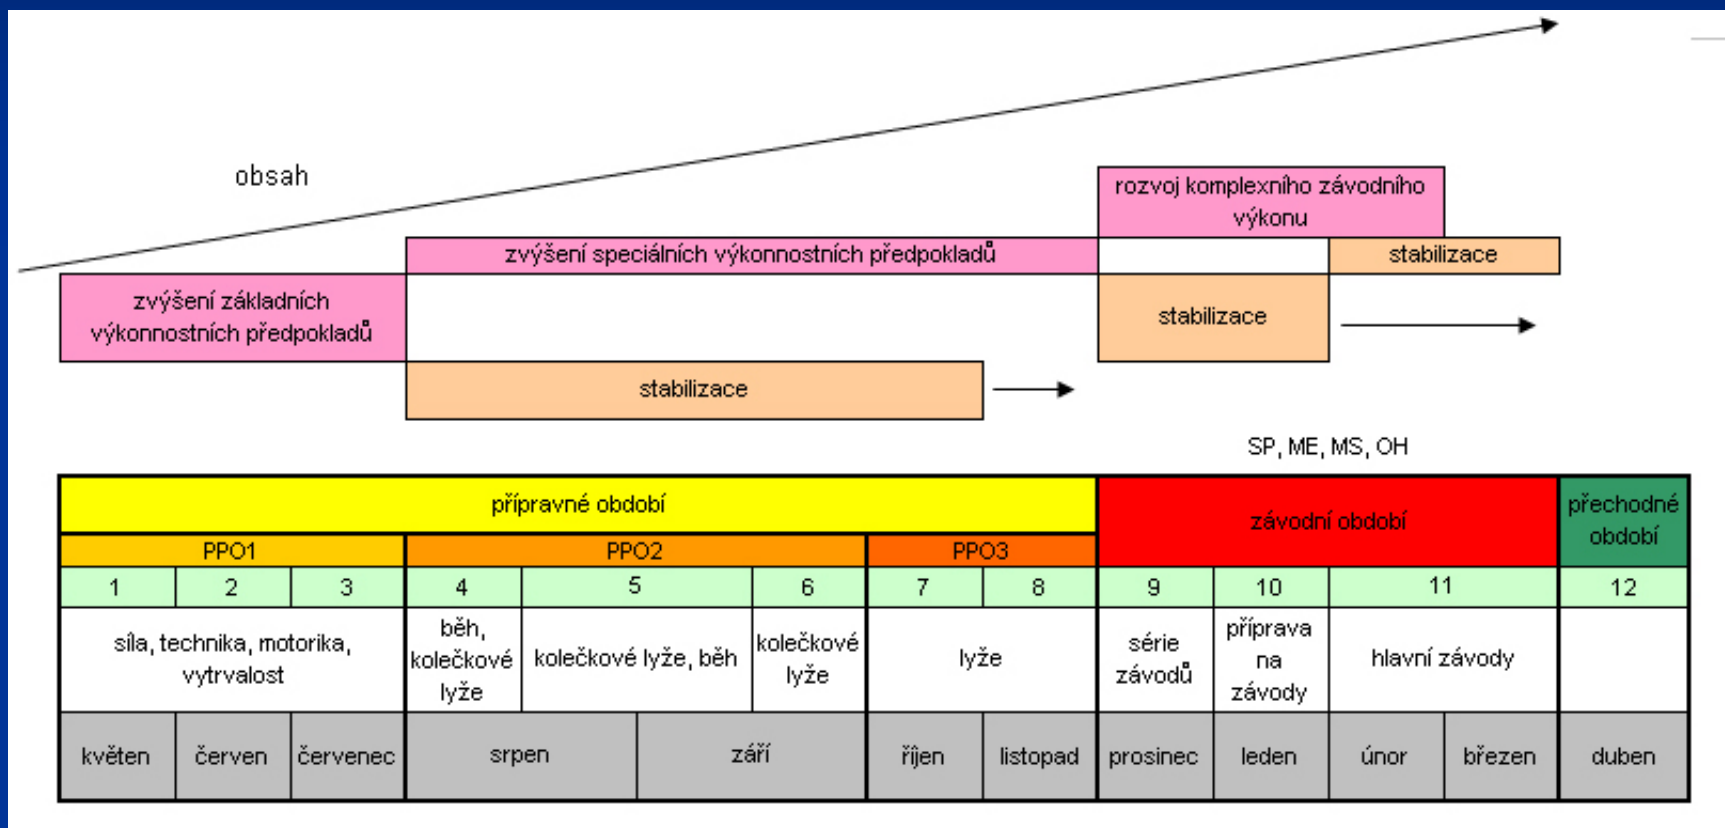 obsah
rozvoj komplexního závodního
výkonu
zvýšení speciálních výkonnostních předpokladů
stabilizace
zvýšení základních
výkonnostních předpokladů
stabilizace
stabilizace
SP, ME, MS, OH
přípravné období
závodní období
přechodné
období
PPO1
PPO2
PPO3
1
2
3
4
5
6
7
8
9
10
11
12
síla, technika, motorika,
vytrvalost
běh,
kolečkové
lyže
kolečkové lyže, běh
kolečkové
lyže
lyže
série
závodů
příprava
na
závody
hlavní závody
květen
červen
červenec
srpen
září
říjen
listopad
prosinec
leden
únor
březen
duben